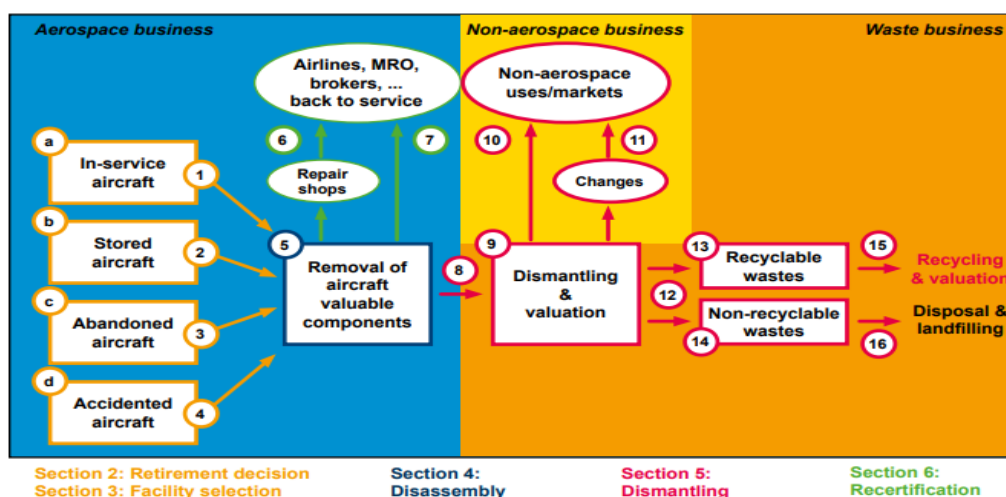 Aerospace business
Non-aerospace business
Waste business
Airlines, MRO,
brokers, ...
back to service
Non-aerospace
uses/markets
a
In-service
aircraft
1
6
7
10
11
Repair
shops
Changes
b
Stored
aircraft
2
5
Removal of
aircraft
valuable
components
8
9
Dismantling
&
valuation
12
13
Recyclable
wastes
15
Recycling
& valuation
c
Abandoned
aircraft
3
14
Non-recyclable
wastes
16
Disposal &
landfilling
d
Accidented
aircraft
4
Section 2: Retirement decision
Section 3: Facility selection
Section 4:
Disassembly
Section 5:
Dismantling
Section 6:
Recertification